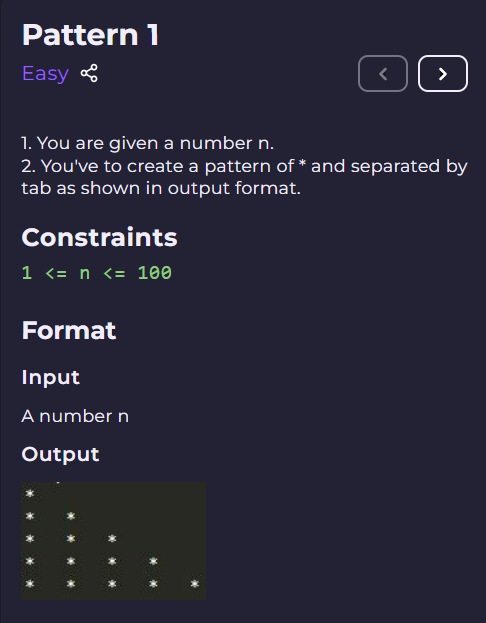 Pattern 1
Easy
1. You are given a number n.
2. You've to create a pattern of * and separated by
tab as shown in output format.
Constraints
1 <= n <= 100
Format
Input
A number n
Output
*
* *
* * *
* * * *
* * * * *